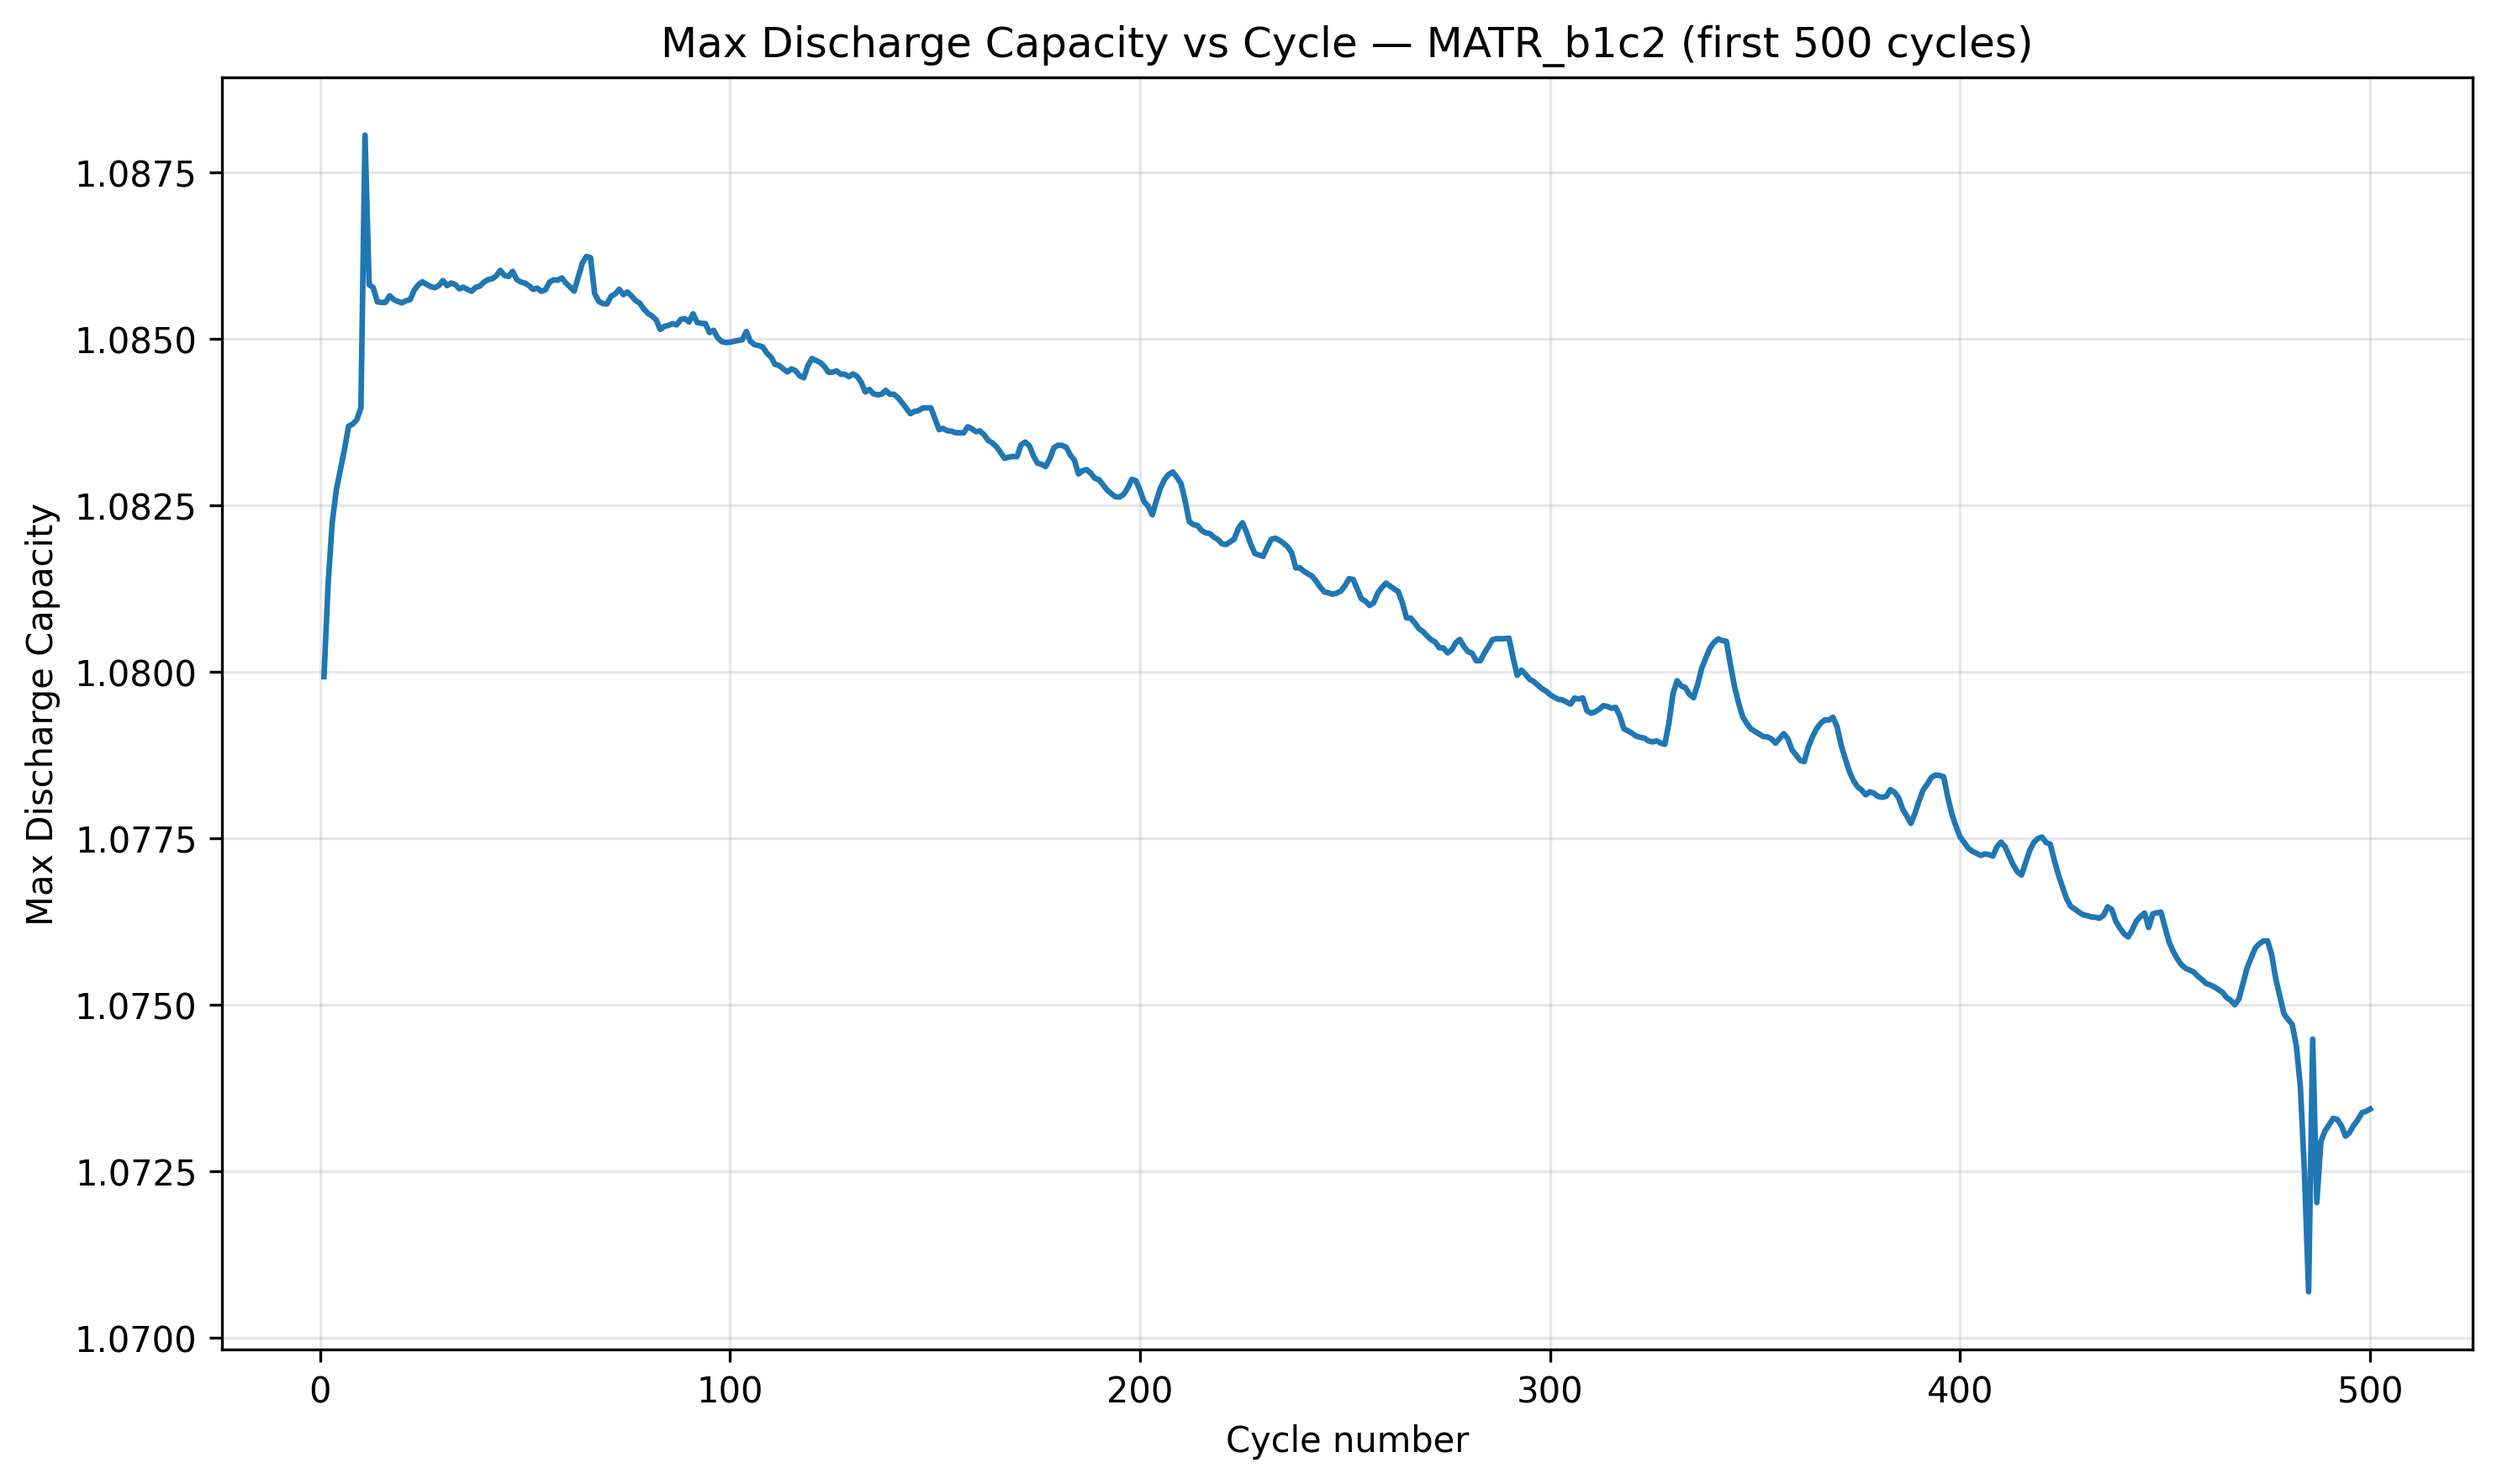 Max Discharge Capacity vs Cycle — MATR_b1c2 (first 500 cycles)
Max Discharge Capacity
1.0875
1.0850
1.0825
1.0800
1.0775
1.0750
1.0725
1.0700
0 100 200 300 400 500
Cycle number